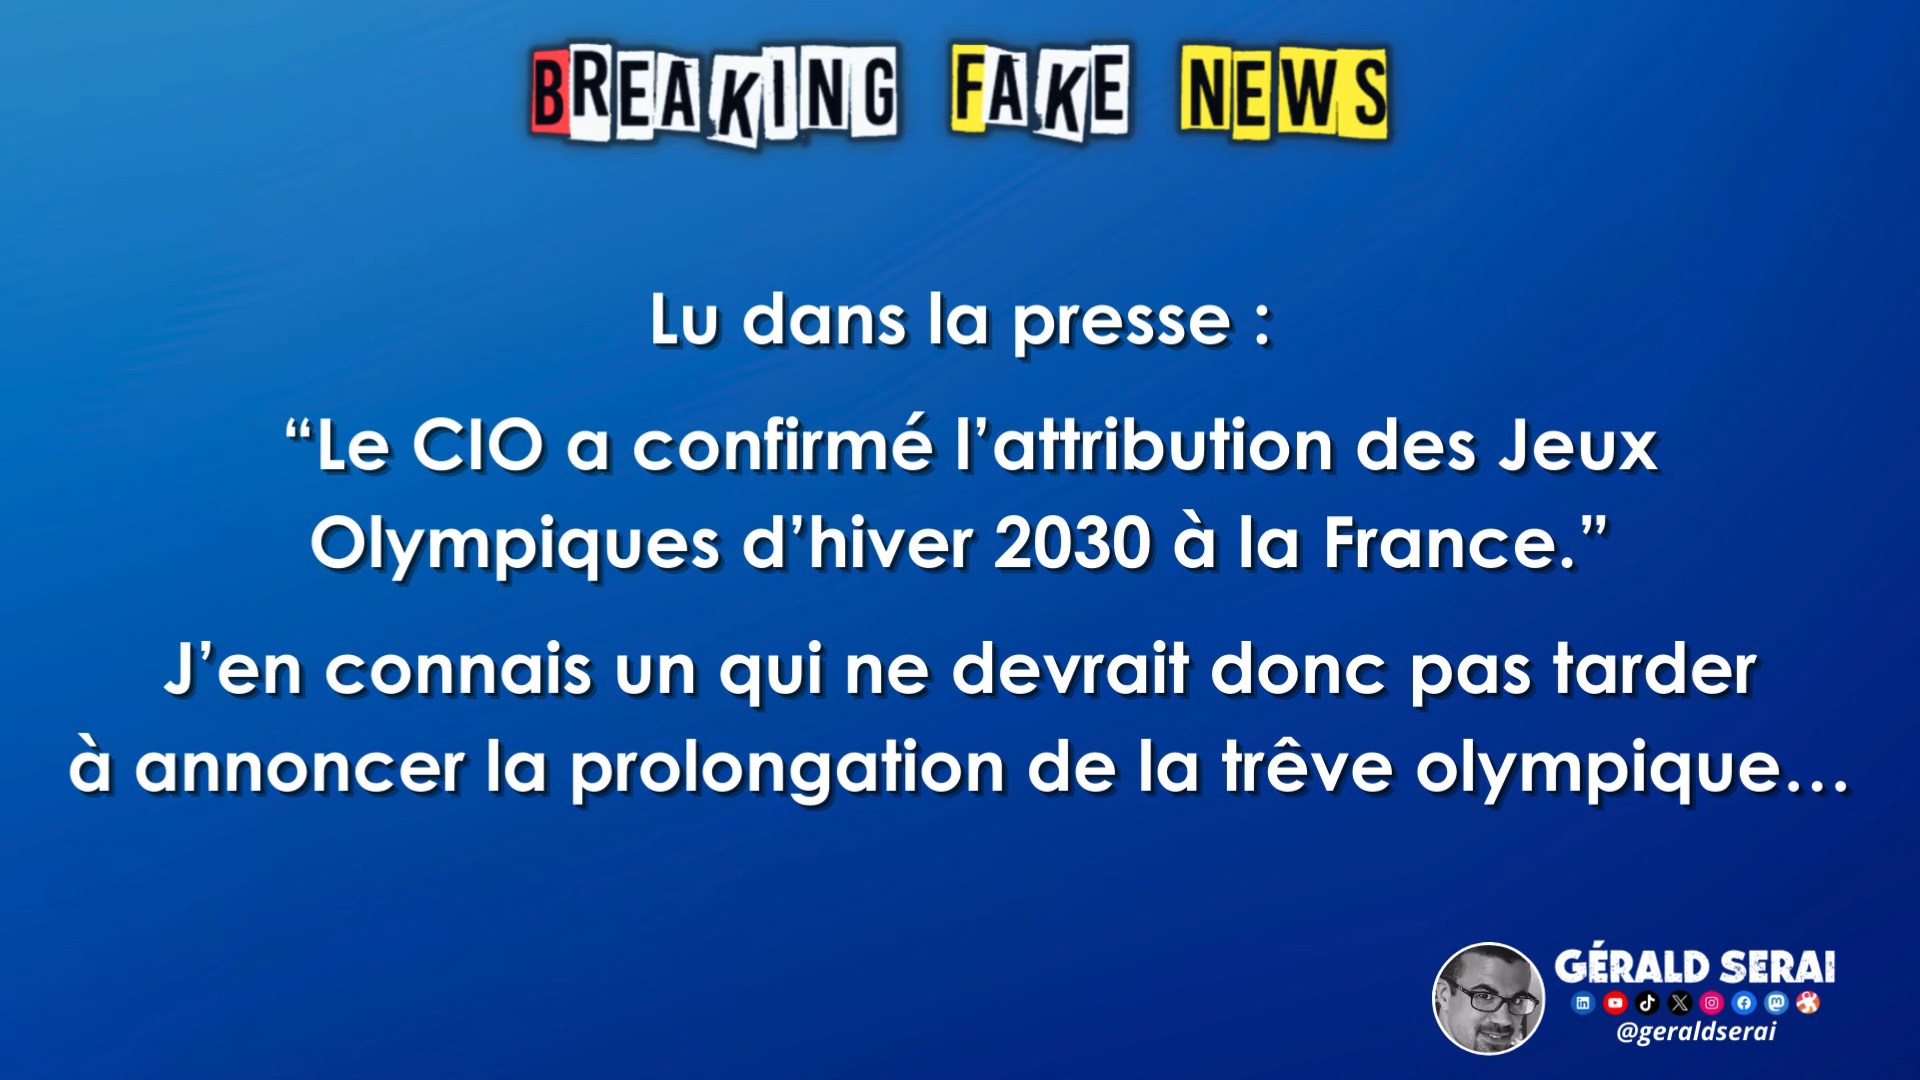 BREAKING FAKE NEWS
Lu dans la presse :
“Le CIO a confirmé l’attribution des Jeux
Olympiques d’hiver 2030 à la France.”
J’en connais un qui ne devrait donc pas tarder
à annoncer la prolongation de la trêve olympique…
GÉRALD SERAI
@geraldserai